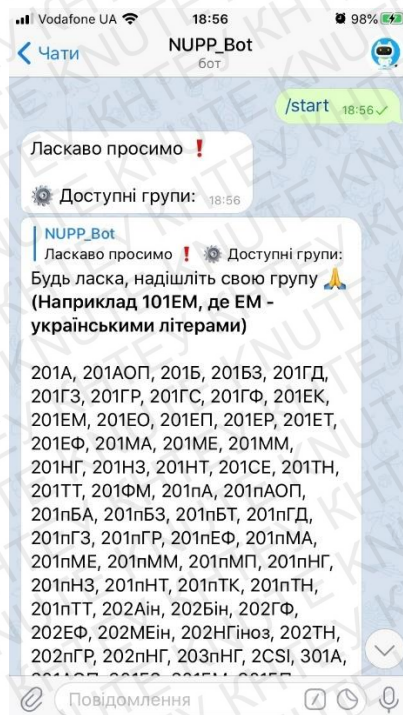 Vodafone UA 18:56 98%
Чати NUPP_Bot
бот
/start 18:56
Ласкаво просимо ❗
⚙️ Доступні групи: 18:56
NUPP_Bot
Ласкаво просимо ❗ ⚙️ Доступні групи:
Будь ласка, надішліть свою групу 🙏
(Наприклад 101ЕМ, де ЕМ -
українськими літерами)
201А, 201АОП, 201Б, 201БЗ, 201ГД,
201ГЗ, 201ГР, 201ГС, 201ГФ, 201ЕК,
201ЕМ, 201ЕО, 201ЕП, 201ЕР, 201ЕТ,
201ЕФ, 201МА, 201МЕ, 201ММ,
201НГ, 201НЗ, 201НТ, 201СЕ, 201ТН,
201ТТ, 201ФМ, 201пА, 201пАОП,
201пБА, 201пБЗ, 201пБТ, 201пГД,
201пГЗ, 201пГР, 201пЕФ, 201пМА,
201пМЕ, 201пММ, 201пМП, 201пНГ,
201пНЗ, 201пНТ, 201пТК, 201пТН,
201пТТ, 202Аін, 202Бін, 202ГФ,
202ЕФ, 202МЕін, 202НГіноз, 202ТН,
202пГР, 202пНГ, 203пНГ, 2CSI, 301А,
Повідомлення
KHTEY KNUTE